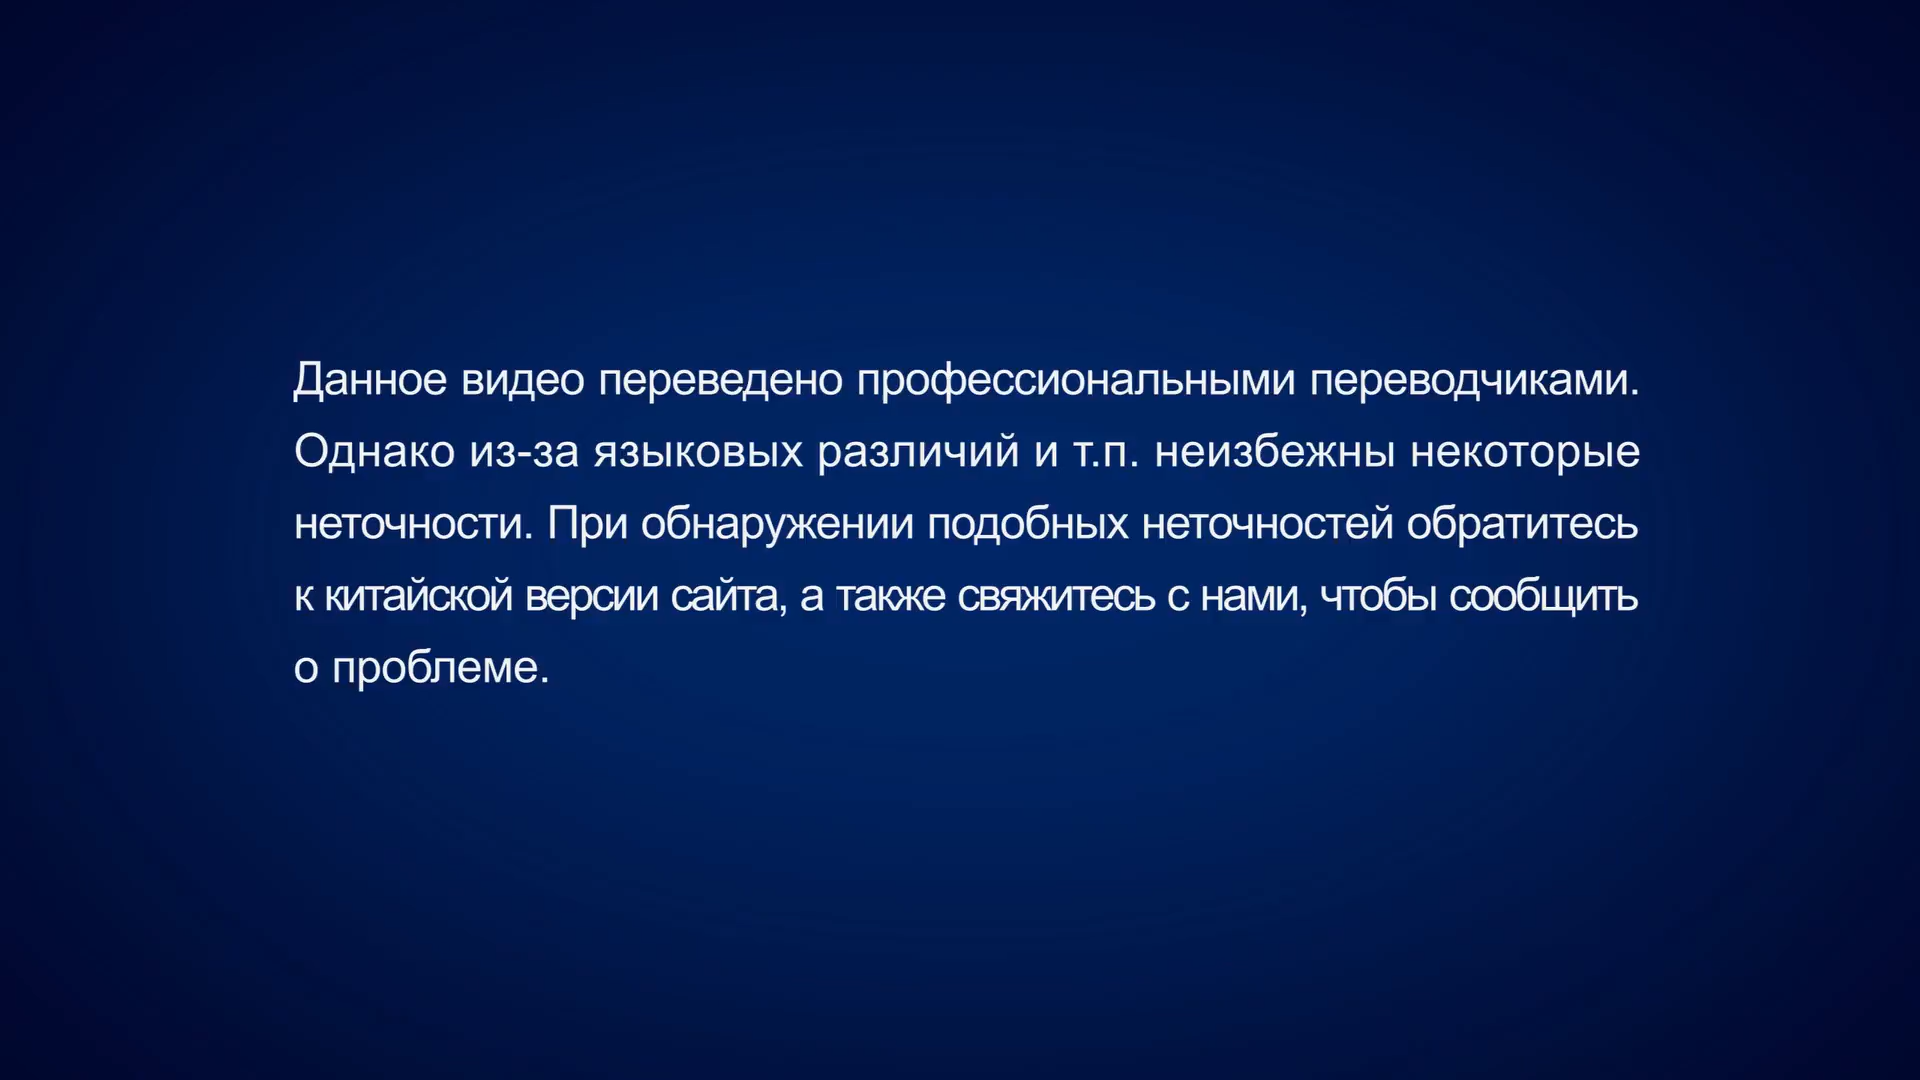 Данное видео переведено профессиональными переводчиками.
Однако из-за языковых различий и т.п. неизбежны некоторые
неточности. При обнаружении подобных неточностей обратитесь
к китайской версии сайта, а также свяжитесь с нами, чтобы сообщить
о проблеме.